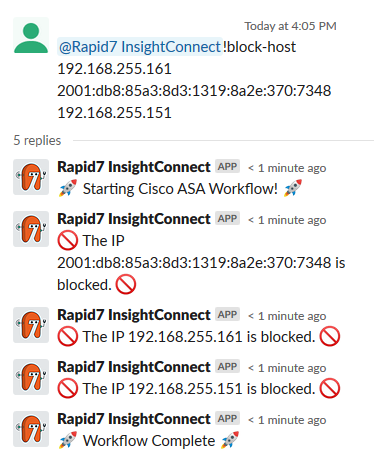 Today at 4:05 PM
@Rapid7 InsightConnect !block-host
192.168.255.161
2001:db8:85a3:8d3:1319:8a2e:370:7348
192.168.255.151
5 replies
Rapid7 InsightConnect APP < 1 minute ago
🚀 Starting Cisco ASA Workflow! 🚀
Rapid7 InsightConnect APP < 1 minute ago
🚫 The IP
2001:db8:85a3:8d3:1319:8a2e:370:7348 is
blocked. 🚫
Rapid7 InsightConnect APP < 1 minute ago
🚫 The IP 192.168.255.161 is blocked. 🚫
Rapid7 InsightConnect APP < 1 minute ago
🚫 The IP 192.168.255.151 is blocked. 🚫
Rapid7 InsightConnect APP < 1 minute ago
🚀 Workflow Complete 🚀